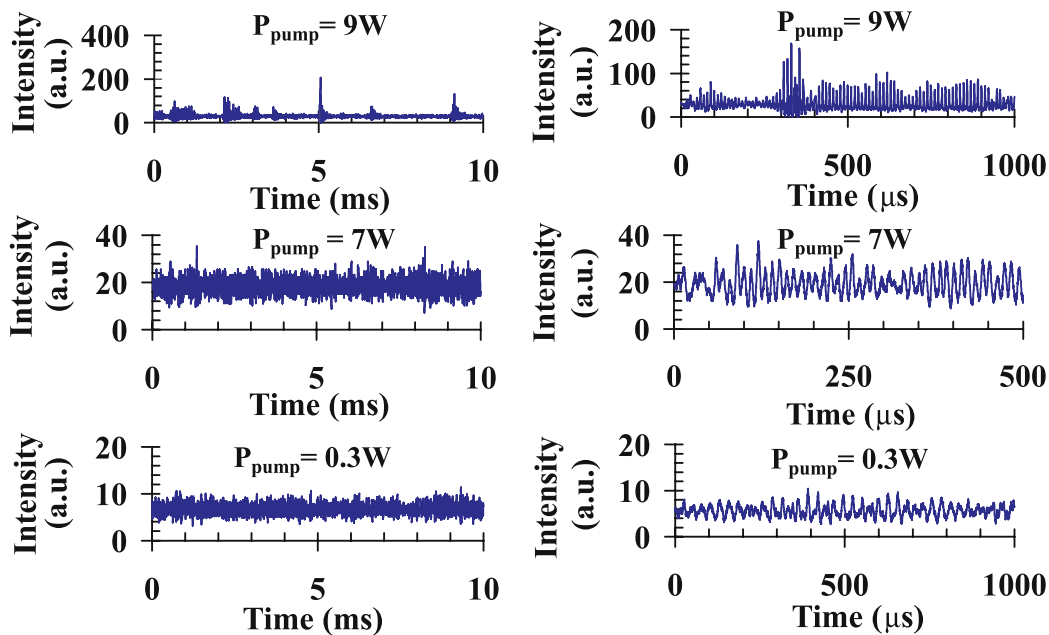 P_pump= 9W
Intensity (a.u.)
400
200
0
0 5 10
Time (ms)
P_pump= 9W
Intensity (a.u.)
200
100
0
0 500 1000
Time (μs)
P_pump = 7W
Intensity (a.u.)
40
20
0
0 5 10
Time (ms)
P_pump= 7W
Intensity (a.u.)
40
20
0
0 250 500
Time (μs)
P_pump = 0.3W
Intensity (a.u.)
20
10
0
0 5 10
Time (ms)
P_pump= 0.3W
Intensity (a.u.)
20
10
0
0 500 1000
Time (μs)